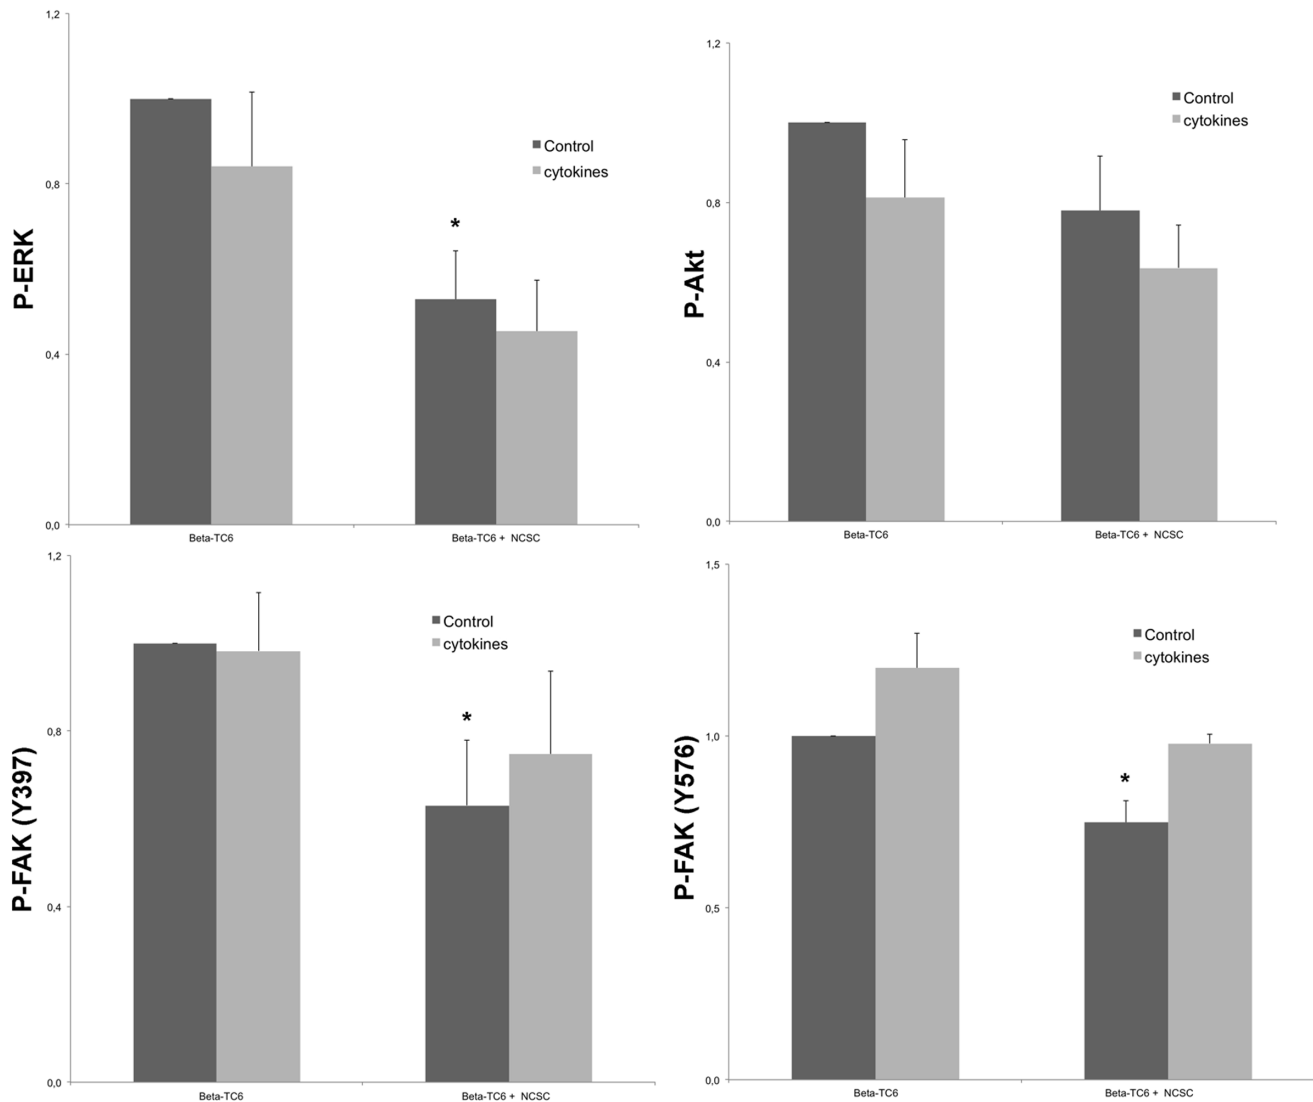 1,2
0,8
0,4
0,0
P-ERK
*
Control
cytokines
Beta-TC6
Beta-TC6 + NCSC
1,2
0,8
0,4
0,0
P-Akt
Control
cytokines
Beta-TC6
Beta-TC6 + NCSC
1,2
0,8
0,4
0,0
P-FAK (Y397)
*
Control
cytokines
Beta-TC6
Beta-TC6 + NCSC
1,5
1,0
0,5
0,0
P-FAK (Y576)
*
Control
cytokines
Beta-TC6
Beta-TC6 + NCSC